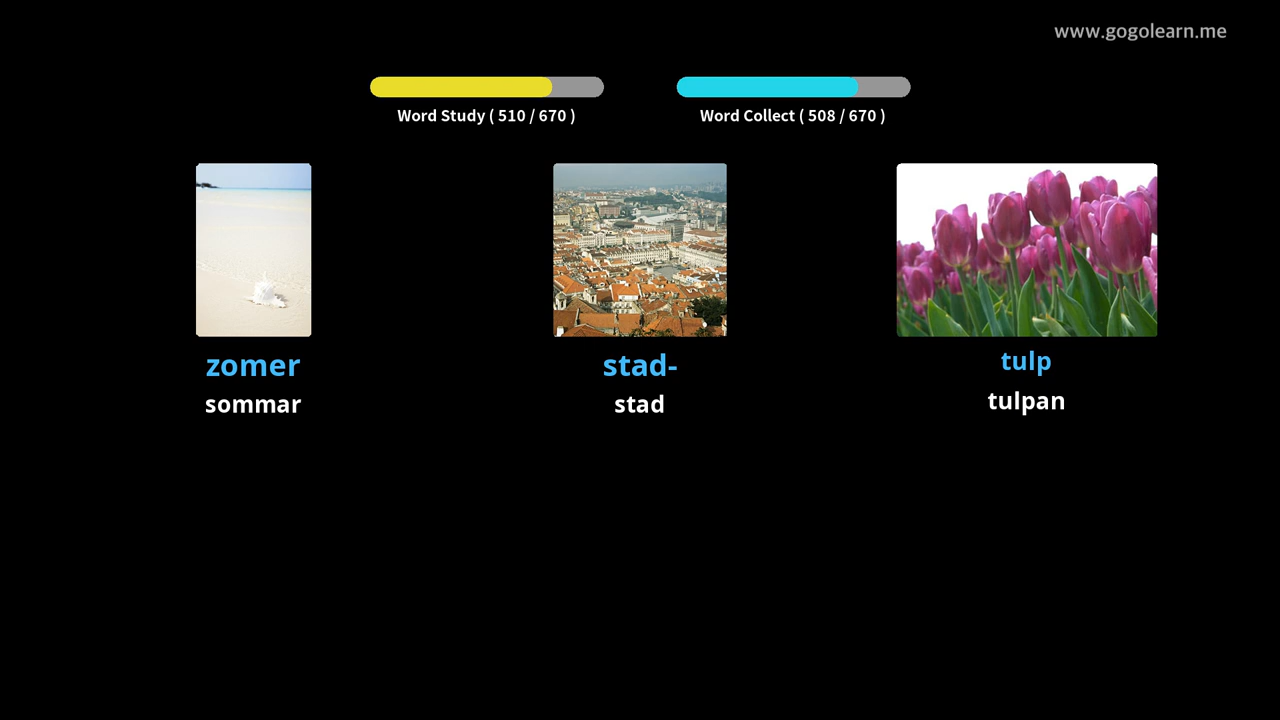 www.gogolearn.me
Word Study ( 510 / 670 )
Word Collect ( 508 / 670 )
zomer
sommar
stad-
stad
tulp
tulpan